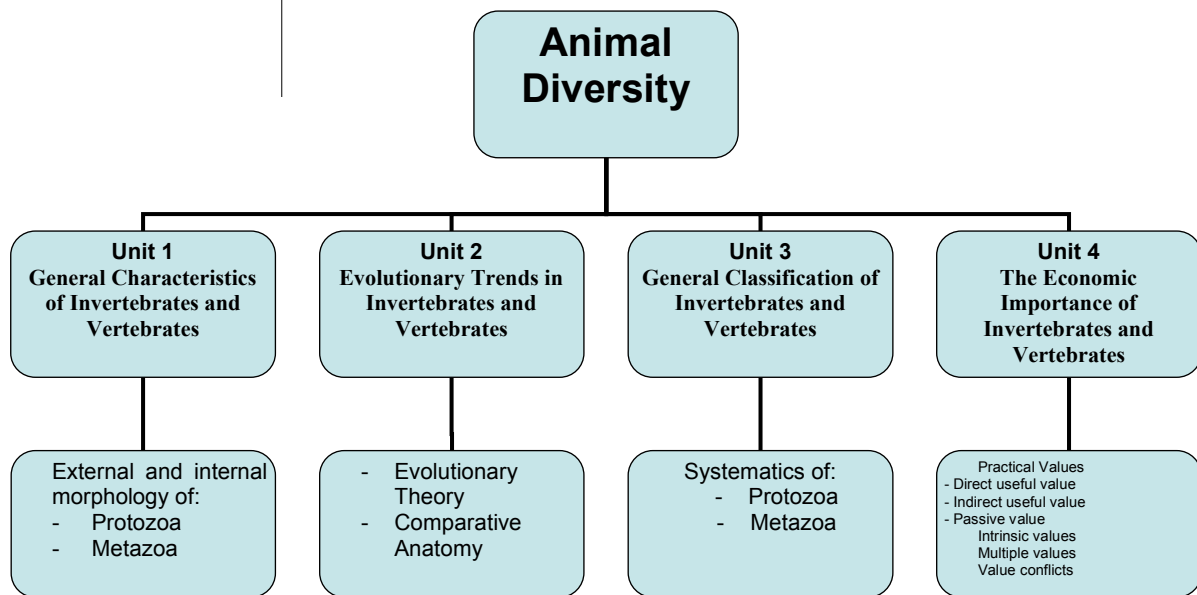 Animal
Diversity
Unit 1
General Characteristics
of Invertebrates and
Vertebrates
Unit 2
Evolutionary Trends in
Invertebrates and
Vertebrates
Unit 3
General Classification of
Invertebrates and
Vertebrates
Unit 4
The Economic
Importance of
Invertebrates and
Vertebrates
External and internal
morphology of:
- Protozoa
- Metazoa
- Evolutionary
Theory
- Comparative
Anatomy
Systematics of:
- Protozoa
- Metazoa
Practical Values
- Direct useful value
- Indirect useful value
- Passive value
Intrinsic values
Multiple values
Value conflicts